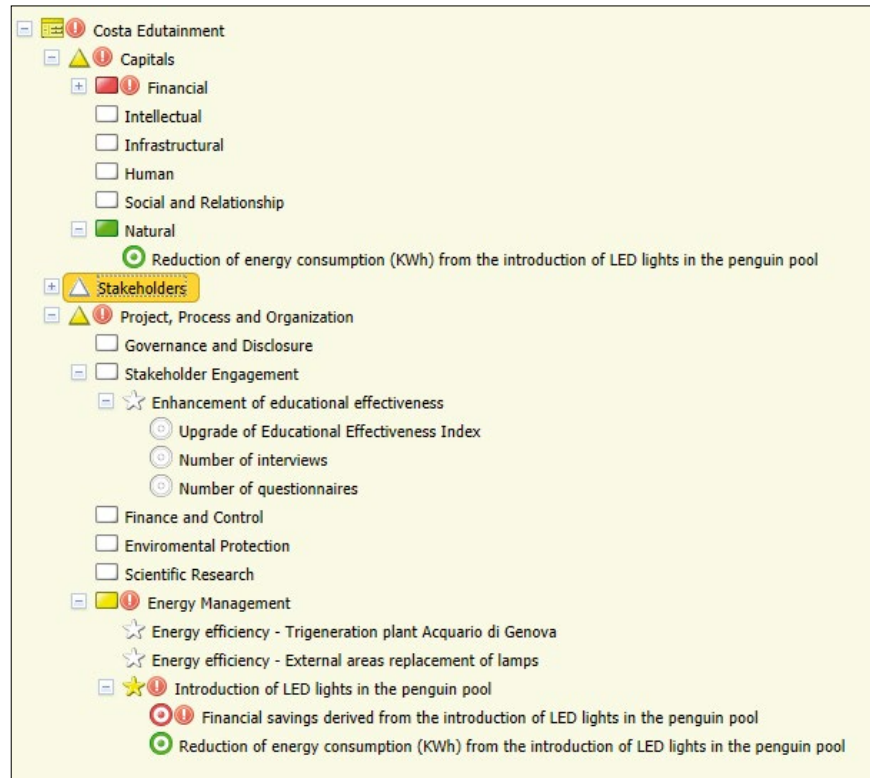 Costa Edutainment
Capitals
Financial
Intellectual
Infrastructural
Human
Social and Relationship
Natural
Reduction of energy consumption (KWh) from the introduction of LED lights in the penguin pool
Stakeholders
Project, Process and Organization
Governance and Disclosure
Stakeholder Engagement
Enhancement of educational effectiveness
Upgrade of Educational Effectiveness Index
Number of interviews
Number of questionnaires
Finance and Control
Enviromental Protection
Scientific Research
Energy Management
Energy efficiency - Trigeneration plant Acquario di Genova
Energy efficiency - External areas replacement of lamps
Introduction of LED lights in the penguin pool
Financial savings derived from the introduction of LED lights in the penguin pool
Reduction of energy consumption (KWh) from the introduction of LED lights in the penguin pool